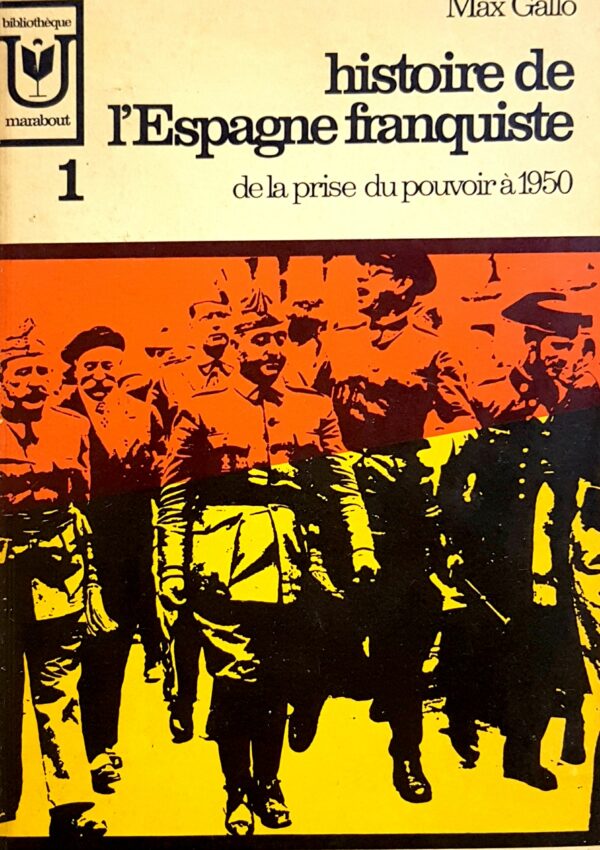 Max Gallo
bibliothèque
marabout
histoire de
l'Espagne franquiste
1
de la prise du pouvoir à 1950